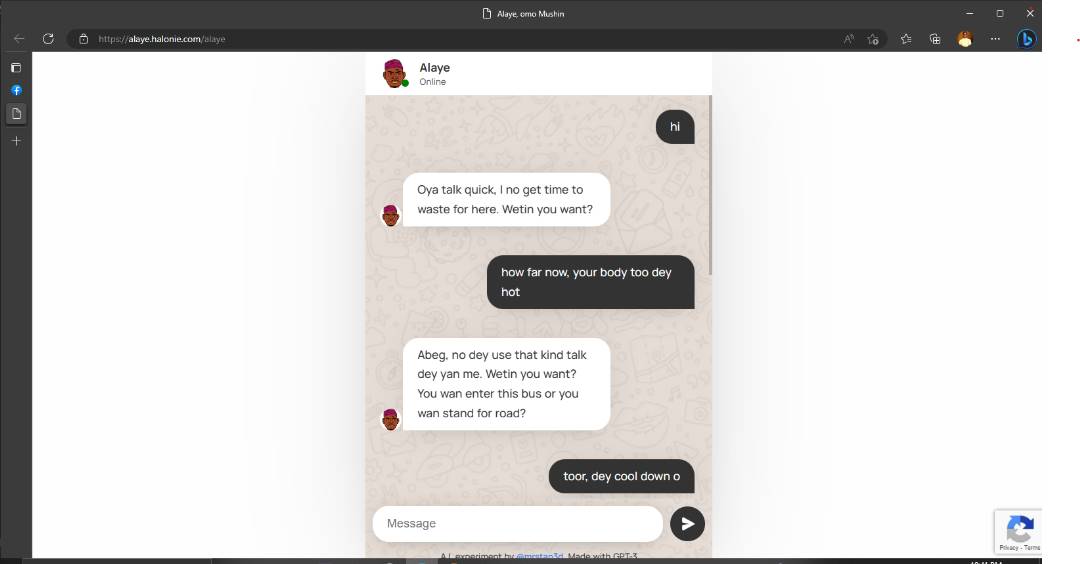 Alaye, omo Mushin
https://alaye.halonie.com/alaye
Alaye
Online
hi
Oya talk quick, I no get time to
waste for here. Wetin you want?
how far now, your body too dey
hot
Abeg, no dey use that kind talk
dey yan me. Wetin you want?
You wan enter this bus or you
wan stand for road?
toor, dey cool down o
Message
A.I. experiment by @mrstan3d. Made with GPT-3
Privacy - Terms